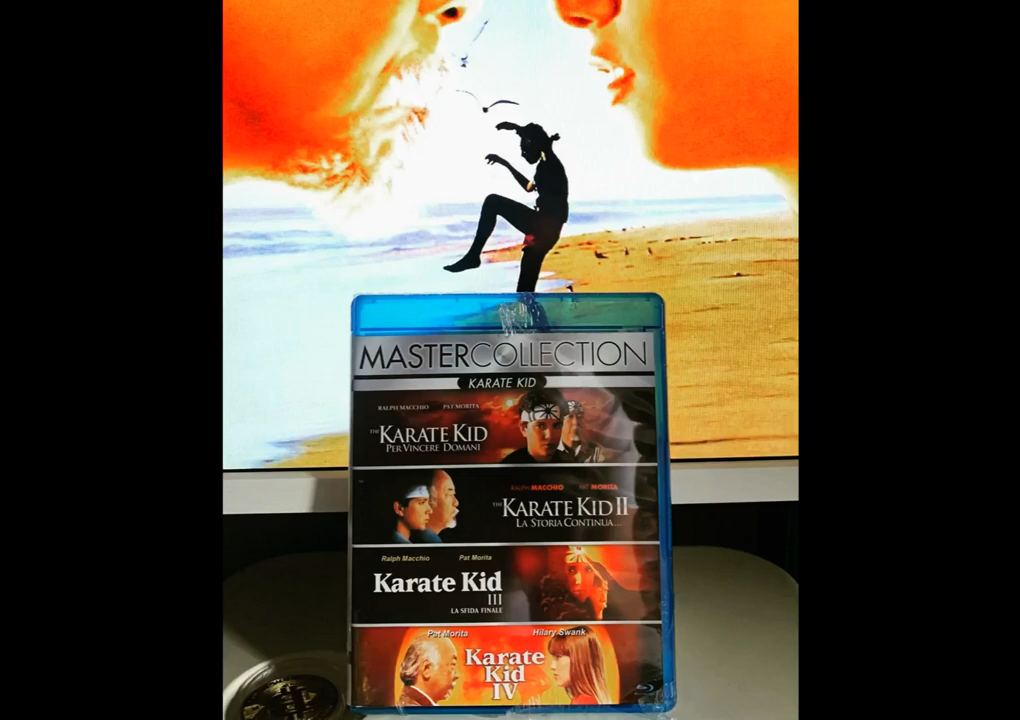 MASTERCOLLECTION
KARATE KID
RALPH MACCHIO PAT MORITA
THE KARATE KID
PER VINCERE DOMANI
RALPH MACCHIO PAT MORITA
THE KARATE KID II
LA STORIA CONTINUA...
Ralph Macchio Pat Morita
Karate Kid
III
LA SFIDA FINALE
Pat Morita Hilary Swank
Karate
Kid
IV